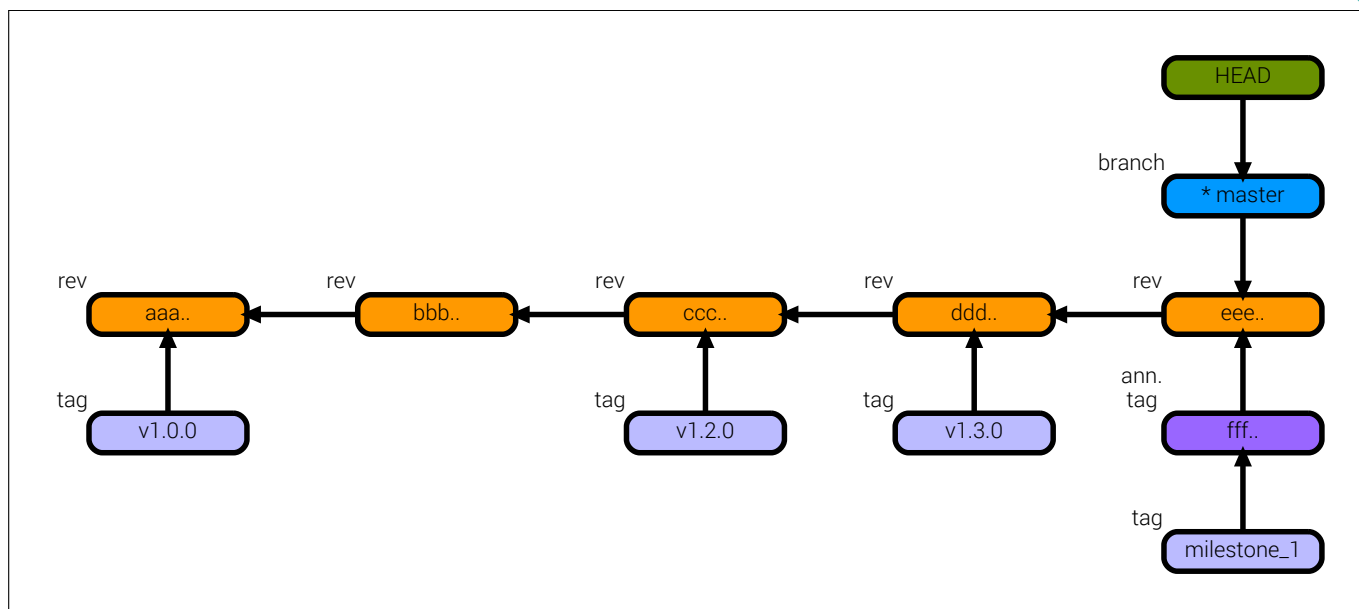 HEAD
branch
* master
rev
rev
rev
rev
rev
aaa..
bbb..
ccc..
ddd..
eee..
ann.
tag
tag
tag
tag
tag
v1.0.0
v1.2.0
v1.3.0
fff..
tag
milestone_1